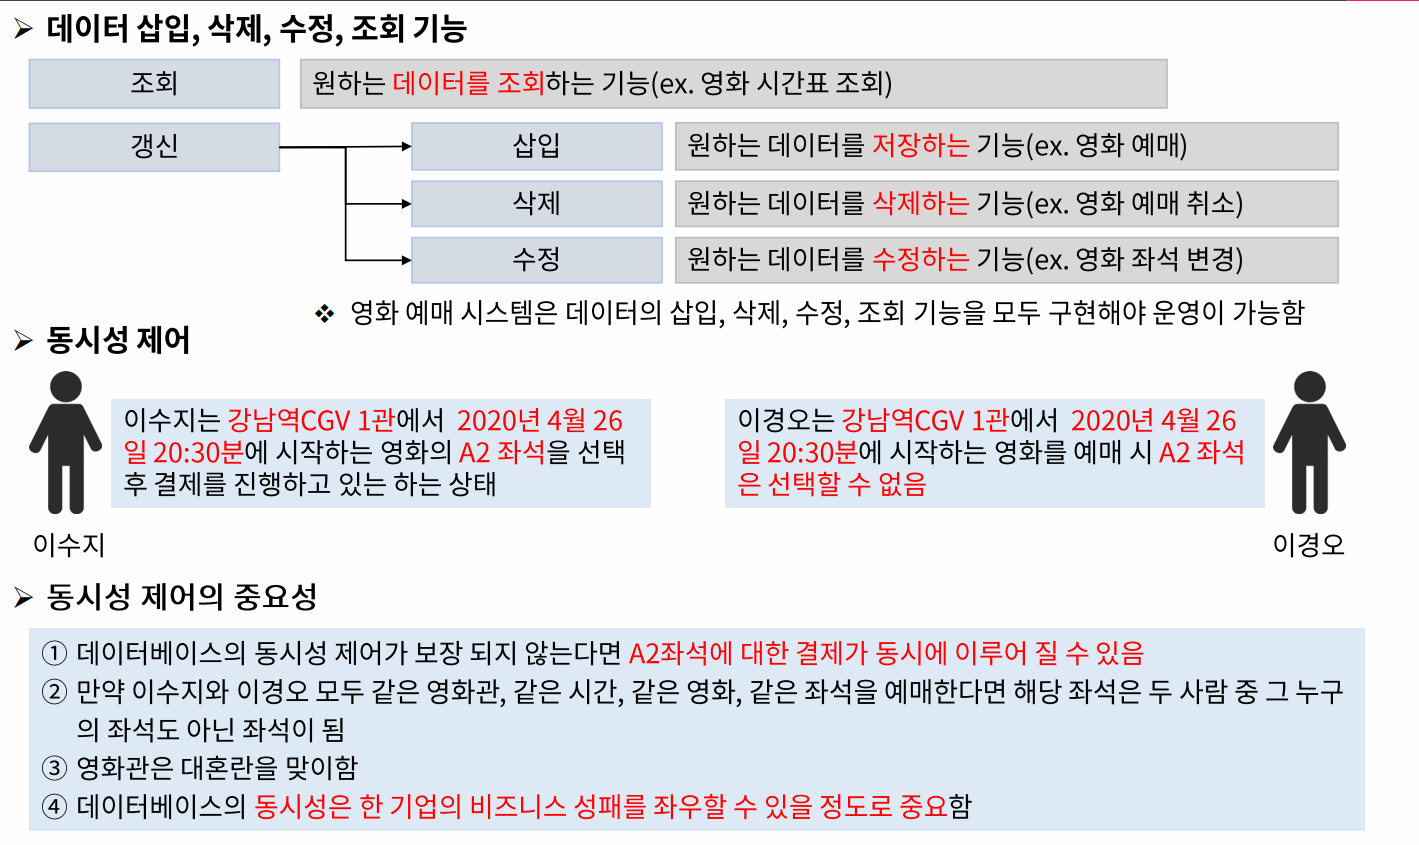 데이터 삽입, 삭제, 수정, 조회 기능
조회
원하는 데이터를 조회하는 기능(ex. 영화 시간표 조회)
갱신
삽입
원하는 데이터를 저장하는 기능(ex. 영화 예매)
삭제
원하는 데이터를 삭제하는 기능(ex. 영화 예매 취소)
수정
원하는 데이터를 수정하는 기능(ex. 영화 좌석 변경)
영화 예매 시스템은 데이터의 삽입, 삭제, 수정, 조회 기능을 모두 구현해야 운영이 가능함
동시성 제어
이수지는 강남역CGV 1관에서 2020년 4월 26
일 20:30분에 시작하는 영화의 A2 좌석을 선택
후 결제를 진행하고 있는 하는 상태
이수지
이경오는 강남역CGV 1관에서 2020년 4월 26
일 20:30분에 시작하는 영화를 예매 시 A2 좌석
은 선택할 수 없음
이경오
동시성 제어의 중요성
① 데이터베이스의 동시성 제어가 보장 되지 않는다면 A2좌석에 대한 결제가 동시에 이루어 질 수 있음
② 만약 이수지와 이경오 모두 같은 영화관, 같은 시간, 같은 영화, 같은 좌석을 예매한다면 해당 좌석은 두 사람 중 그 누구
의 좌석도 아닌 좌석이 됨
③ 영화관은 대혼란을 맞이함
④ 데이터베이스의 동시성은 한 기업의 비즈니스 성패를 좌우할 수 있을 정도로 중요함